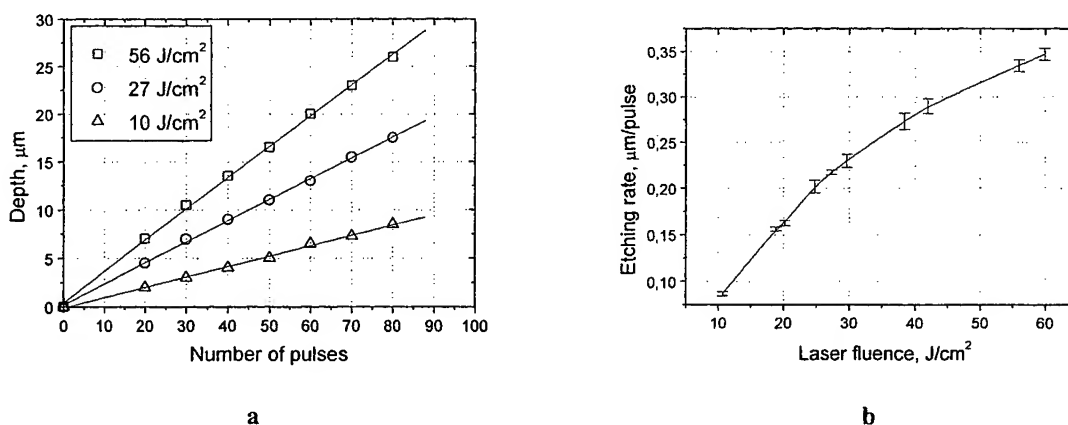 30
25
20
15
10
5
0
Depth, μm
56 J/cm²
27 J/cm²
10 J/cm²
0 10 20 30 40 50 60 70 80 90 100
Number of pulses
a
0,35
0,30
0,25
0,20
0,15
0,10
Etching rate, μm/pulse
10 20 30 40 50 60
Laser fluence, J/cm²
b